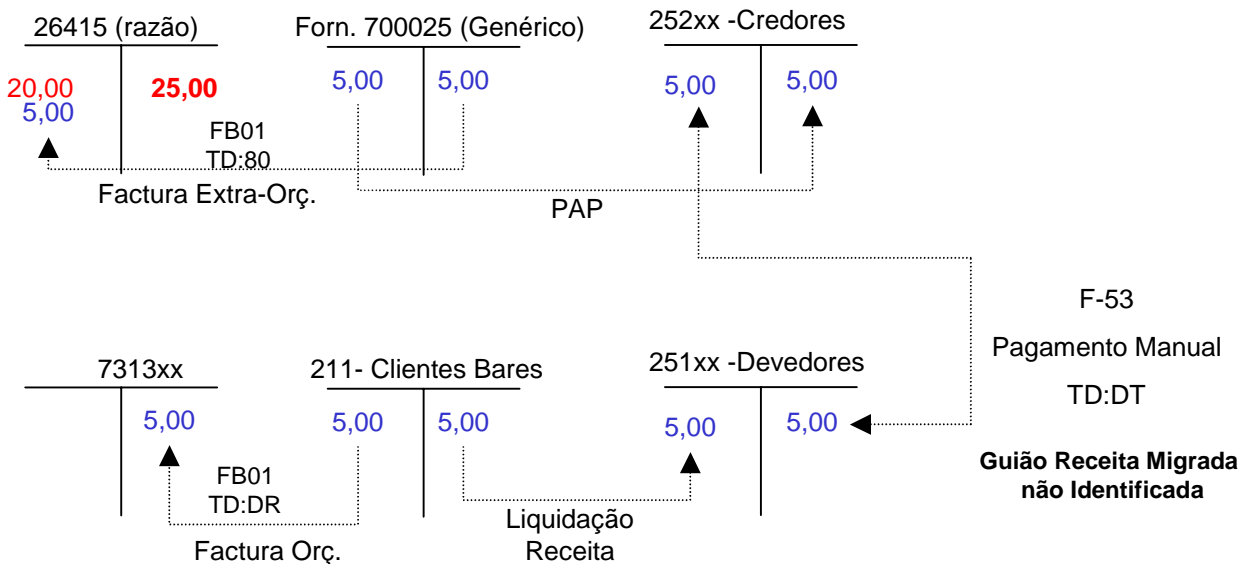 26415 (razão)
Forn. 700025 (Genérico)
252xx -Credores
20,00
25,00
5,00
5,00
5,00
5,00
5,00
FB01
TD:80
Factura Extra-Orç.
PAP
F-53
Pagamento Manual
TD:DT
Guião Receita Migrada
não Identificada
7313xx
211- Clientes Bares
251xx -Devedores
5,00
5,00
5,00
5,00
5,00
FB01
TD:DR
Factura Orç.
Liquidação
Receita